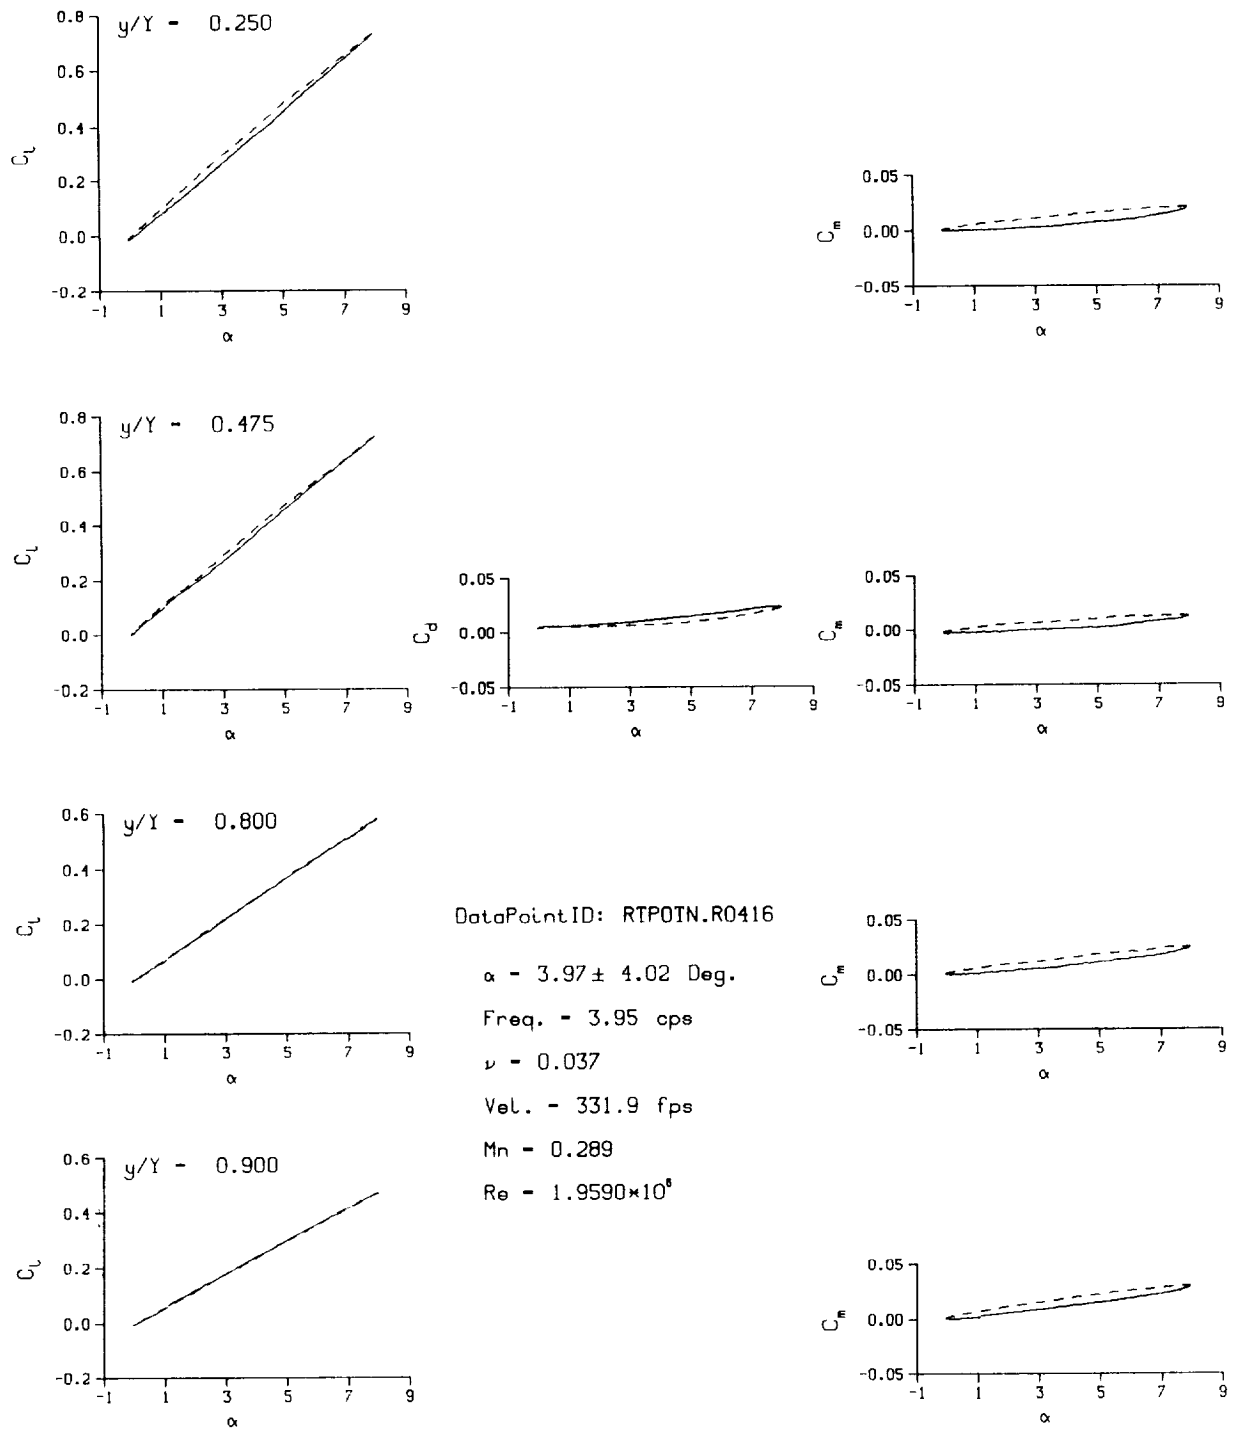 y/Y - 0.250
0.8
0.6
0.4
0.2
0.0
-0.2
C_l
-1 1 3 5 7 9
α
0.05
0.00
-0.05
C_m
-1 1 3 5 7 9
α
y/Y - 0.475
0.8
0.6
0.4
0.2
0.0
-0.2
C_l
-1 1 3 5 7 9
α
0.05
0.00
-0.05
C_d
-1 1 3 5 7 9
α
0.05
0.00
-0.05
C_m
-1 1 3 5 7 9
α
y/Y - 0.800
0.6
0.4
0.2
0.0
-0.2
C_l
-1 1 3 5 7 9
α
DataPointID: RTPOTN.R0416
α - 3.97± 4.02 Deg.
Freq. - 3.95 cps
ν - 0.037
Vel. - 331.9 fps
Mn - 0.289
Re - 1.9590×10⁶
0.05
0.00
-0.05
C_m
-1 1 3 5 7 9
α
y/Y - 0.900
0.6
0.4
0.2
0.0
-0.2
C_l
-1 1 3 5 7 9
α
0.05
0.00
-0.05
C_m
-1 1 3 5 7 9
α